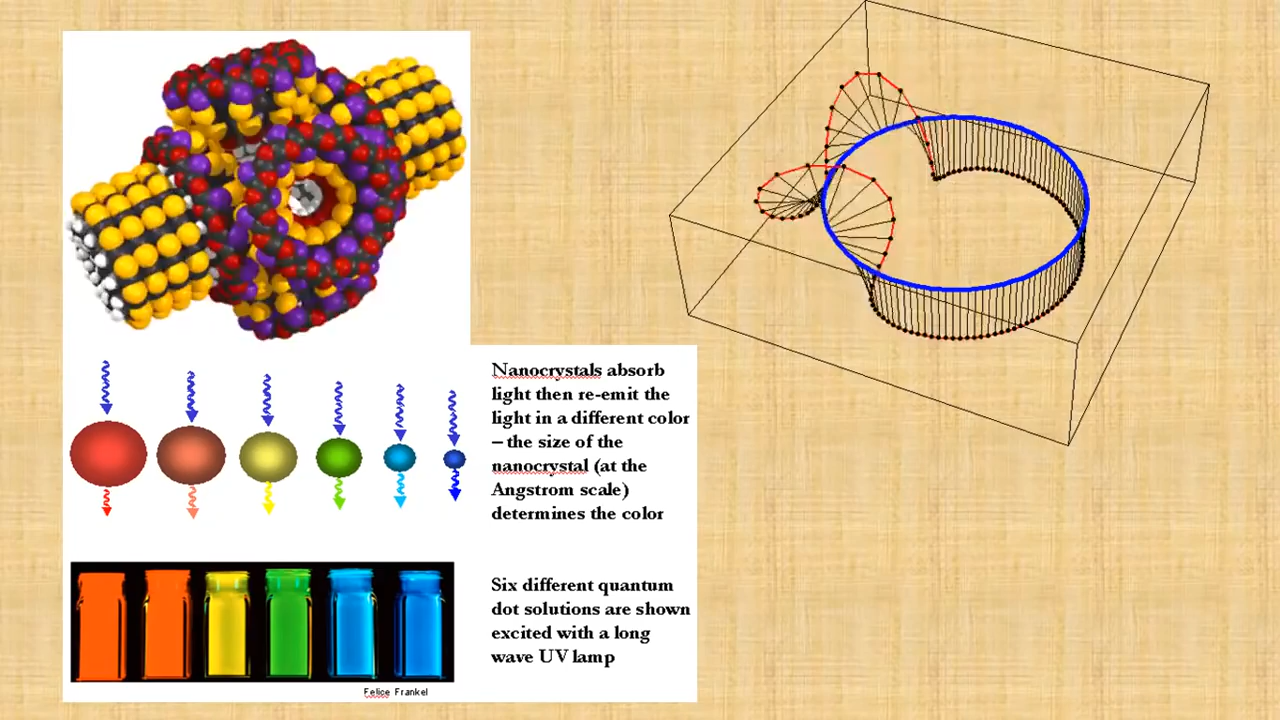 Nanocrystals absorb
light then re-emit the
light in a different color
– the size of the
nanocrystal (at the
Angstrom scale)
determines the color
Six different quantum
dot solutions are shown
excited with a long
wave UV lamp
Felice Frankel